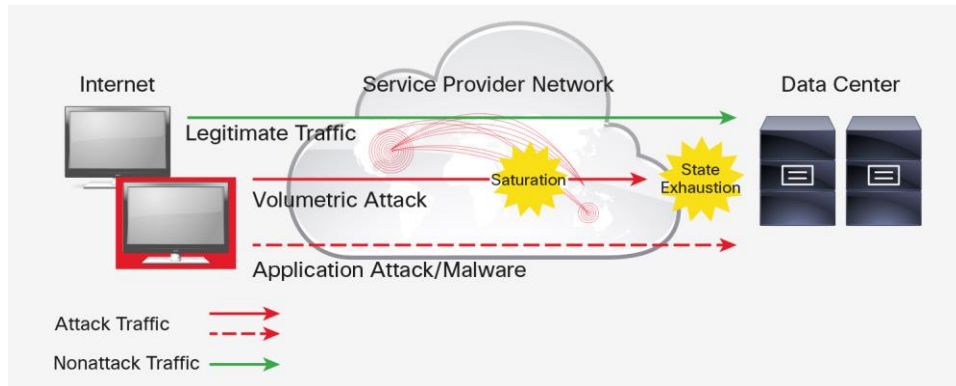 Internet
Service Provider Network
Data Center
Legitimate Traffic
Saturation
State
Exhaustion
Volumetric Attack
Application Attack/Malware
Attack Traffic
Nonattack Traffic